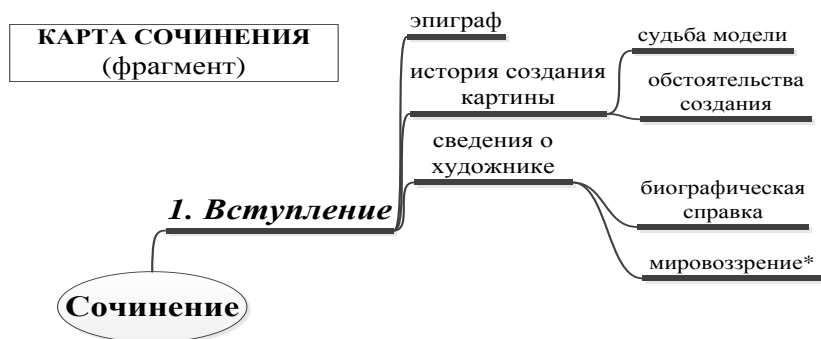 КАРТА СОЧИНЕНИЯ
(фрагмент)
эпиграф
история создания
картины
судьба модели
обстоятельства
создания
сведения о
художнике
биографическая
справка
мировоззрение*
1. Вступление
Сочинение